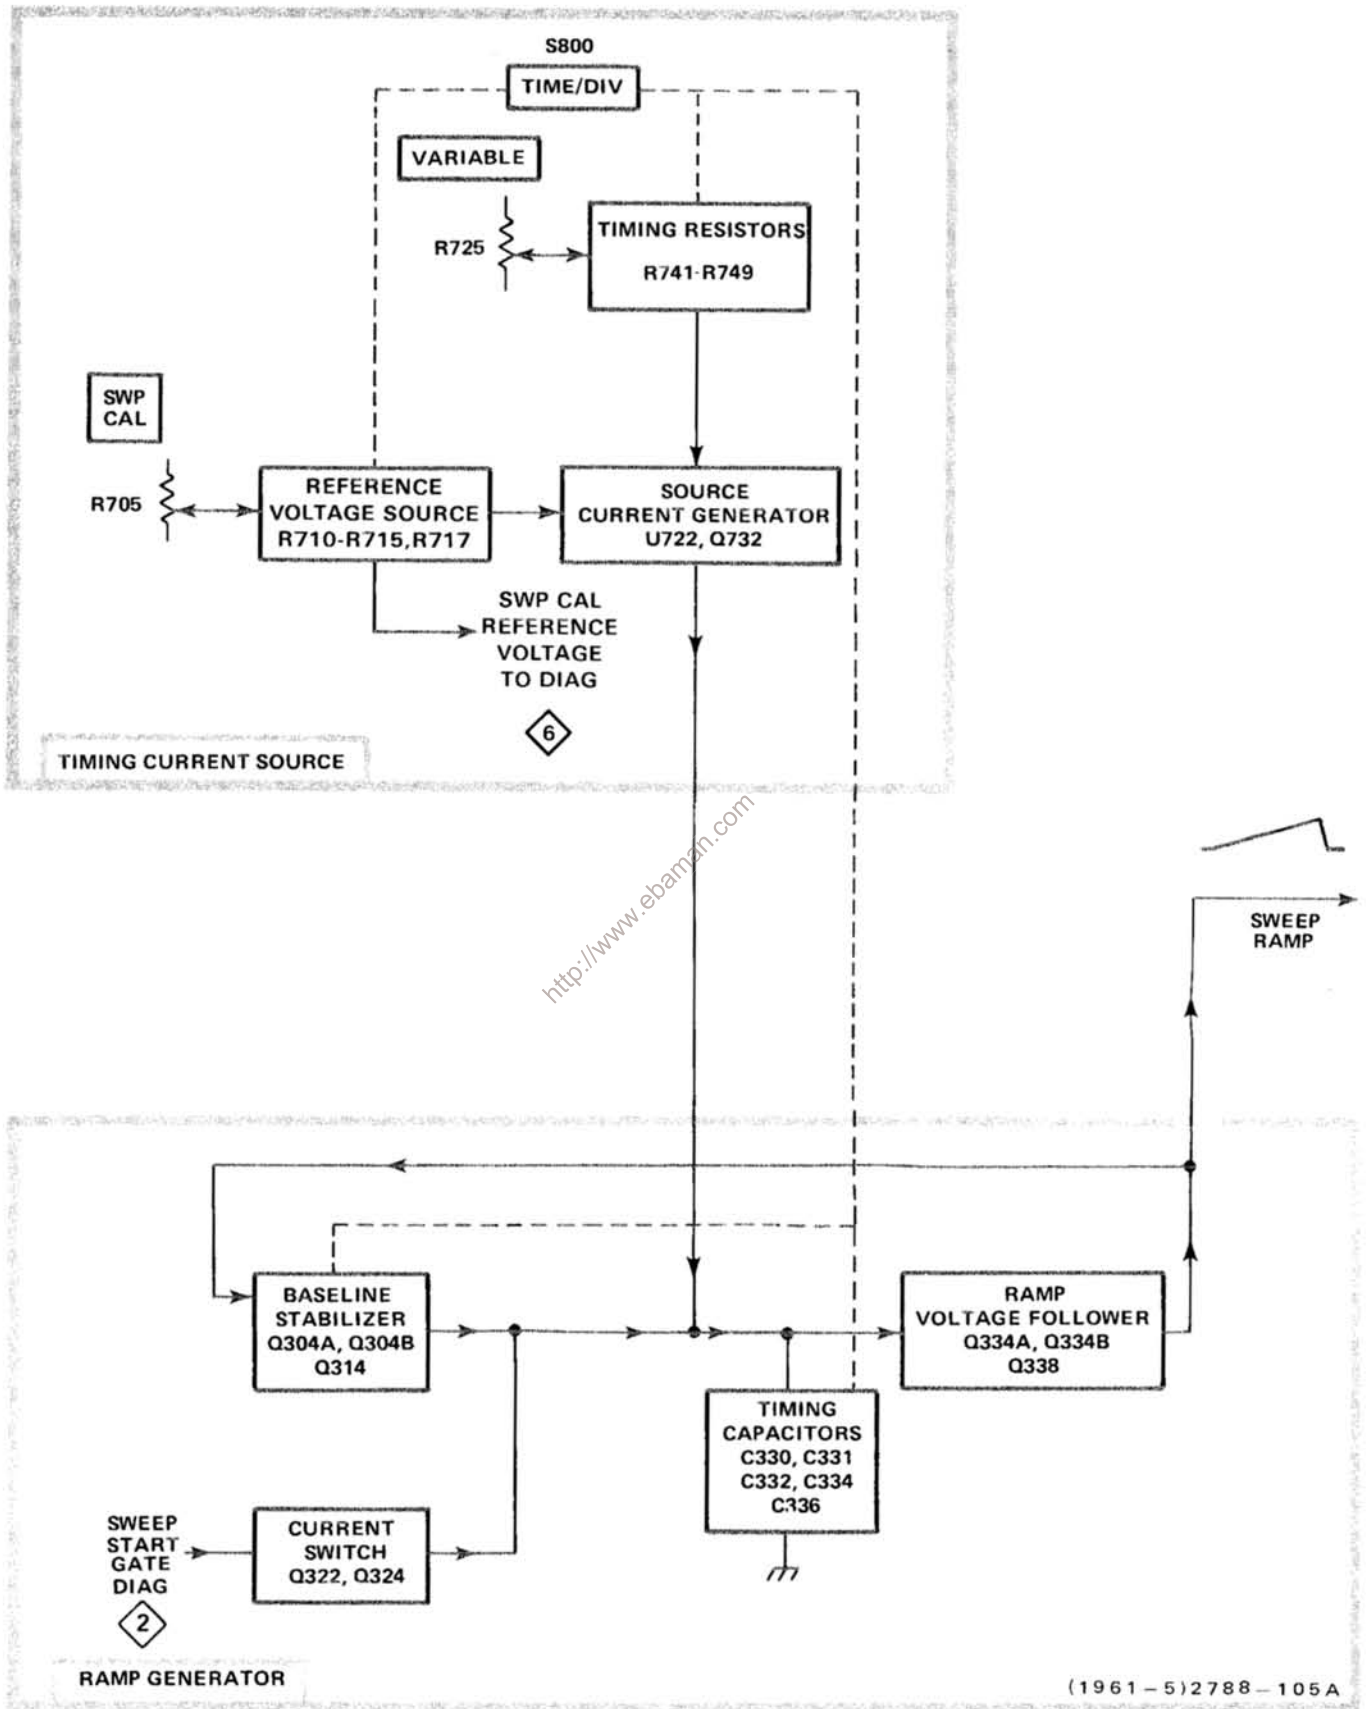 S800
TIME/DIV
VARIABLE
R725
TIMING RESISTORS
R741-R749
SWP
CAL
R705
REFERENCE
VOLTAGE SOURCE
R710-R715,R717
SOURCE
CURRENT GENERATOR
U722, Q732
SWP CAL
REFERENCE
VOLTAGE
TO DIAG
6
TIMING CURRENT SOURCE
http://www.ebaman.com
SWEEP
RAMP
BASELINE
STABILIZER
Q304A, Q304B
Q314
RAMP
VOLTAGE FOLLOWER
Q334A, Q334B
Q338
TIMING
CAPACITORS
C330, C331
C332, C334
C336
SWEEP
START
GATE
DIAG
2
CURRENT
SWITCH
Q322, Q324
RAMP GENERATOR
(1961-5)2788-105A